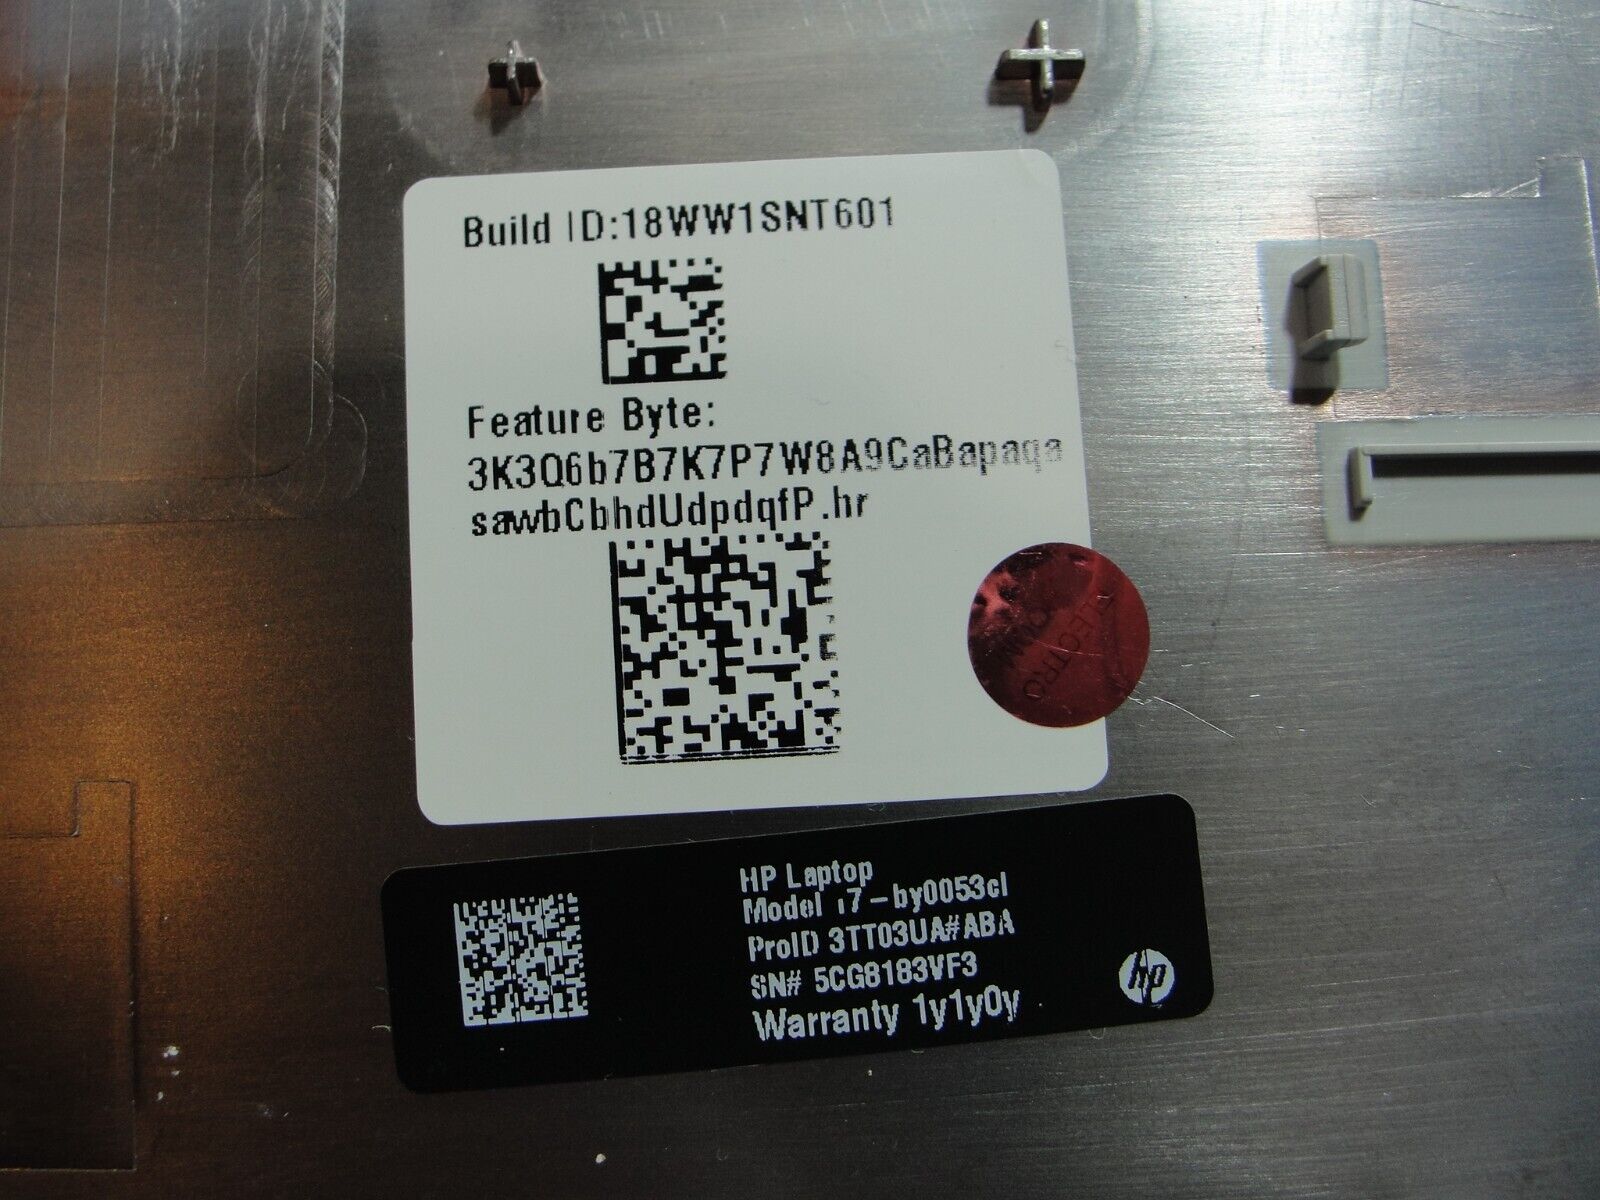 Build ID:18WW1SNT601
Feature Byte:
3K3Q6b7B7K7P7W8A9CaBapaqa
sawbCbhdUdpdqfP.hr
ELECTRO
HP Laptop
Model 17-by0053cl
ProID 3TT03UA#ABA
SN# 5CG8183VF3
Warranty 1y1y0y
hp